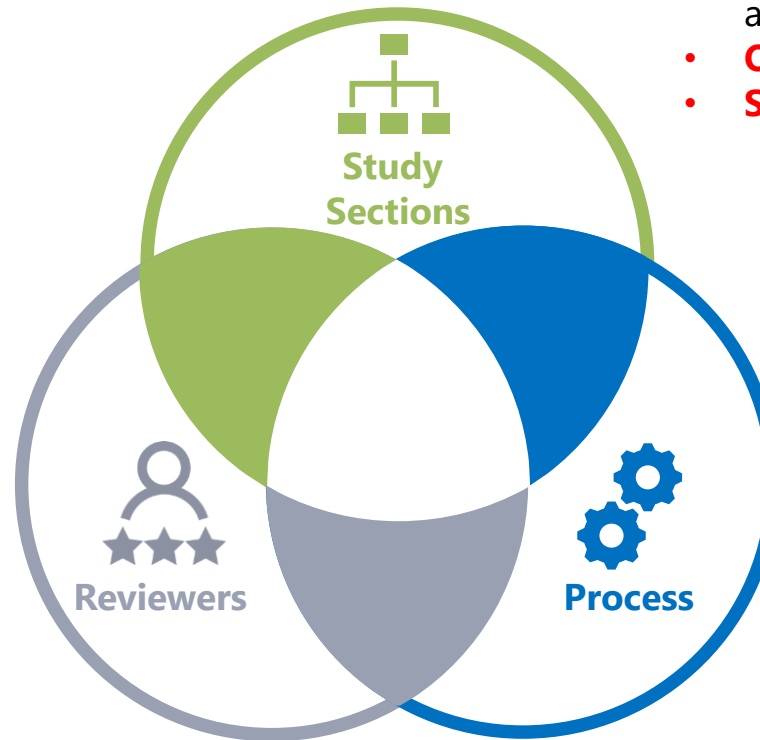 a
• O
• S
Study
Sections
Reviewers
Process